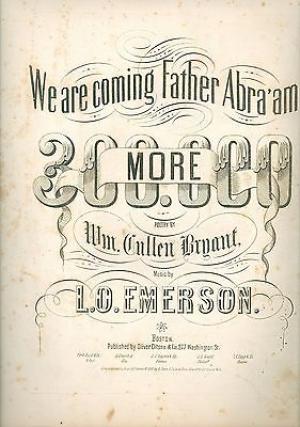 We are coming Father Abra'am
300.000
MORE
POETRY BY
Wm. Cullen Bryant,
Music by
L.O. EMERSON.
BOSTON.
Published by Oliver Ditson & Co. 277 Washington St.